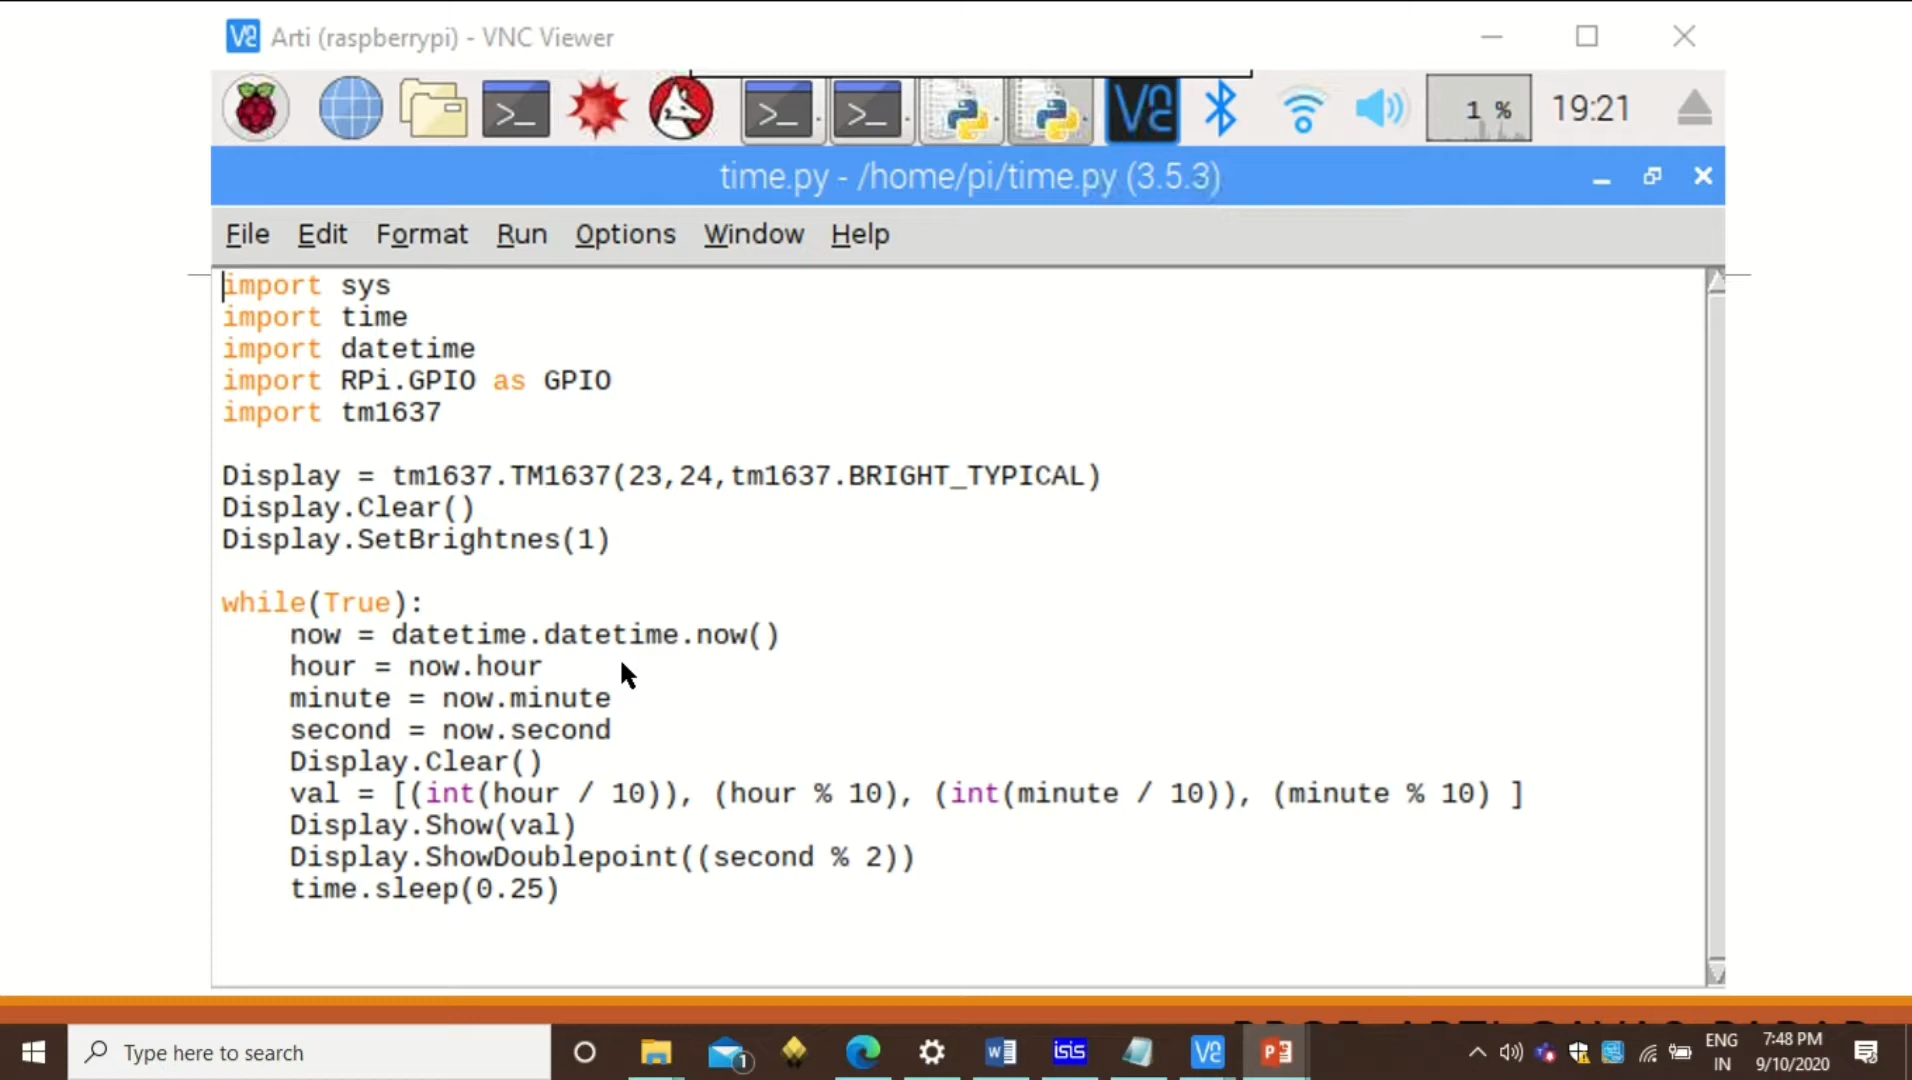 Arti (raspberrypi) - VNC Viewer
1 %
19:21
time.py - /home/pi/time.py (3.5.3)
File Edit Format Run Options Window Help
import sys
import time
import datetime
import RPi.GPIO as GPIO
import tm1637
Display = tm1637.TM1637(23,24,tm1637.BRIGHT_TYPICAL)
Display.Clear()
Display.SetBrightnes(1)
while(True):
    now = datetime.datetime.now()
    hour = now.hour
    minute = now.minute
    second = now.second
    Display.Clear()
    val = [(int(hour / 10)), (hour % 10), (int(minute / 10)), (minute % 10) ]
    Display.Show(val)
    Display.ShowDoublepoint((second % 2))
    time.sleep(0.25)
Type here to search
1
isis
ENG
IN
7:48 PM
9/10/2020